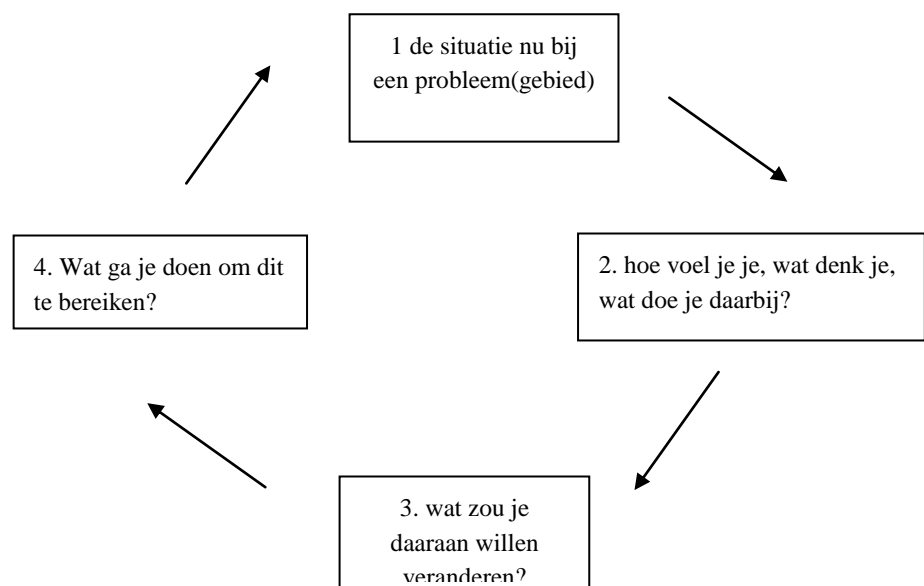 1 de situatie nu bij
een probleem(gebied)
2. hoe voel je je, wat denk je,
wat doe je daarbij?
3. wat zou je
daaraan willen
veranderen?
4. Wat ga je doen om dit
te bereiken?